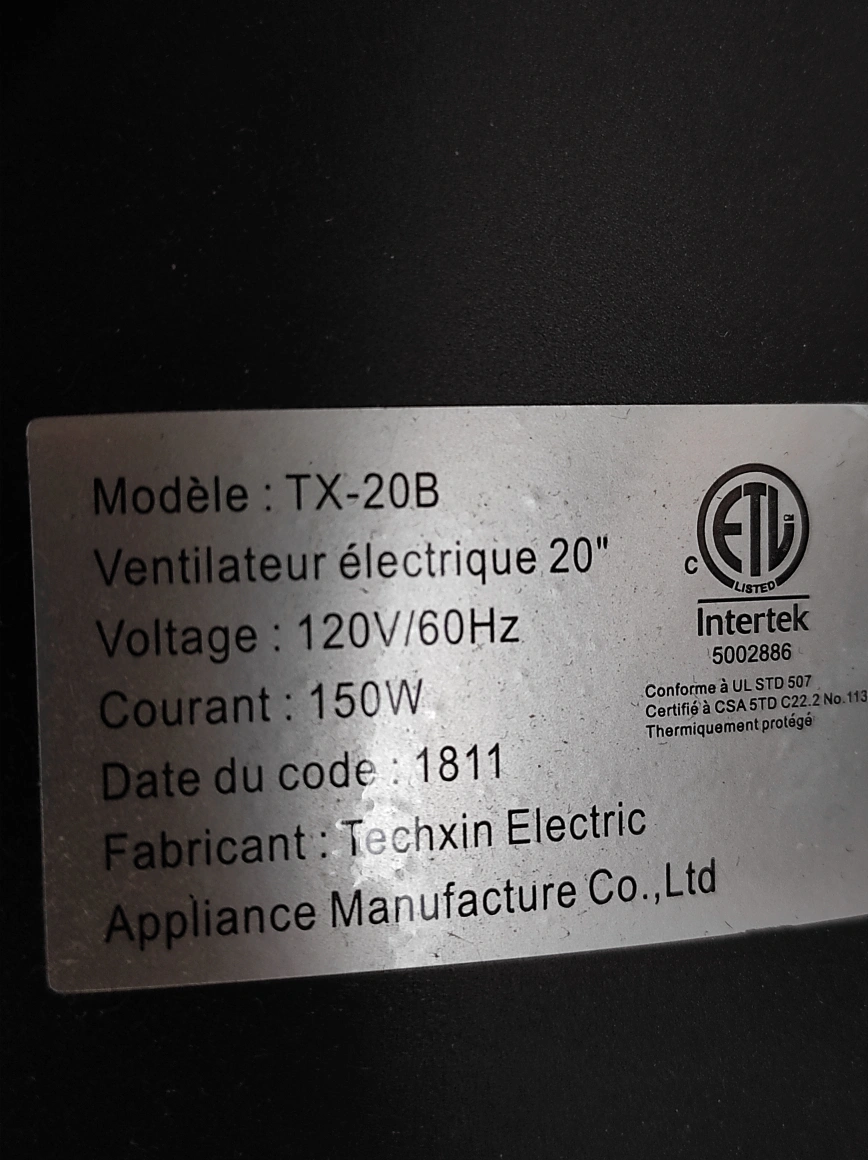 Modèle : TX-20B
Ventilateur électrique 20"
Voltage : 120V/60Hz
Courant : 150W
Date du code : 1811
Fabricant : Techxin Electric
Appliance Manufacture Co.,Ltd
ETL CM
LISTED
C
Intertek
5002886
Conforme à UL STD 507
Certifié à CSA 5TD C22.2 No.113
Thermiquement protégé